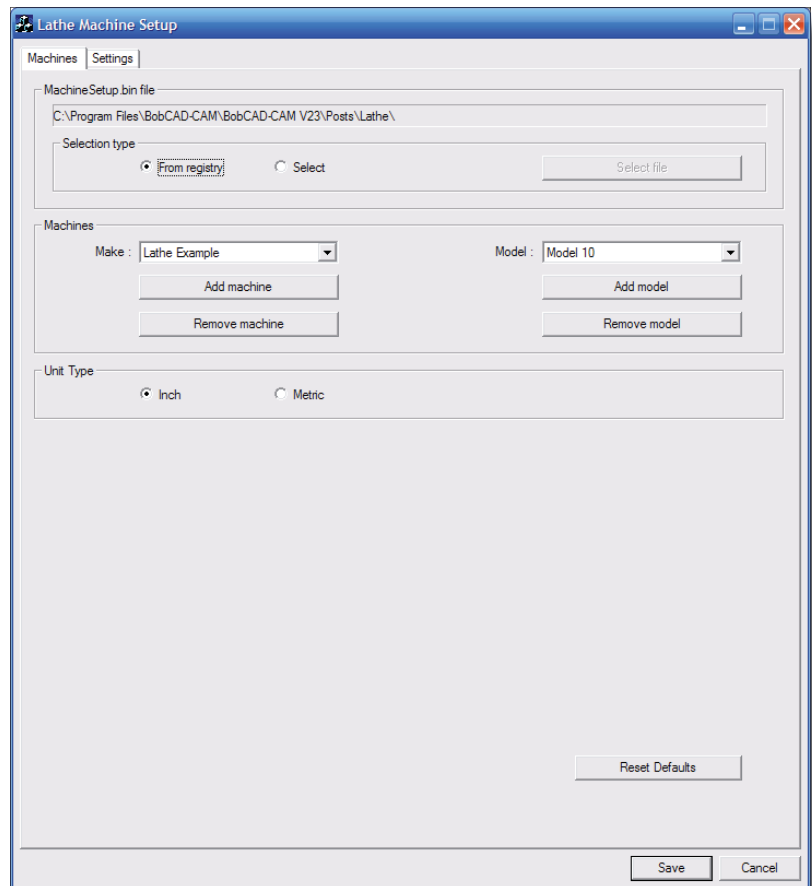 Lathe Machine Setup
Machines Settings
MachineSetup.bin file
C:\Program Files\BobCAD-CAM\BobCAD-CAM V23\Posts\Lathe\
Selection type
From registry Select Select file
Machines
Make : Lathe Example Model : Model 10
Add machine Add model
Remove machine Remove model
Unit Type
Inch Metric
Reset Defaults
Save Cancel